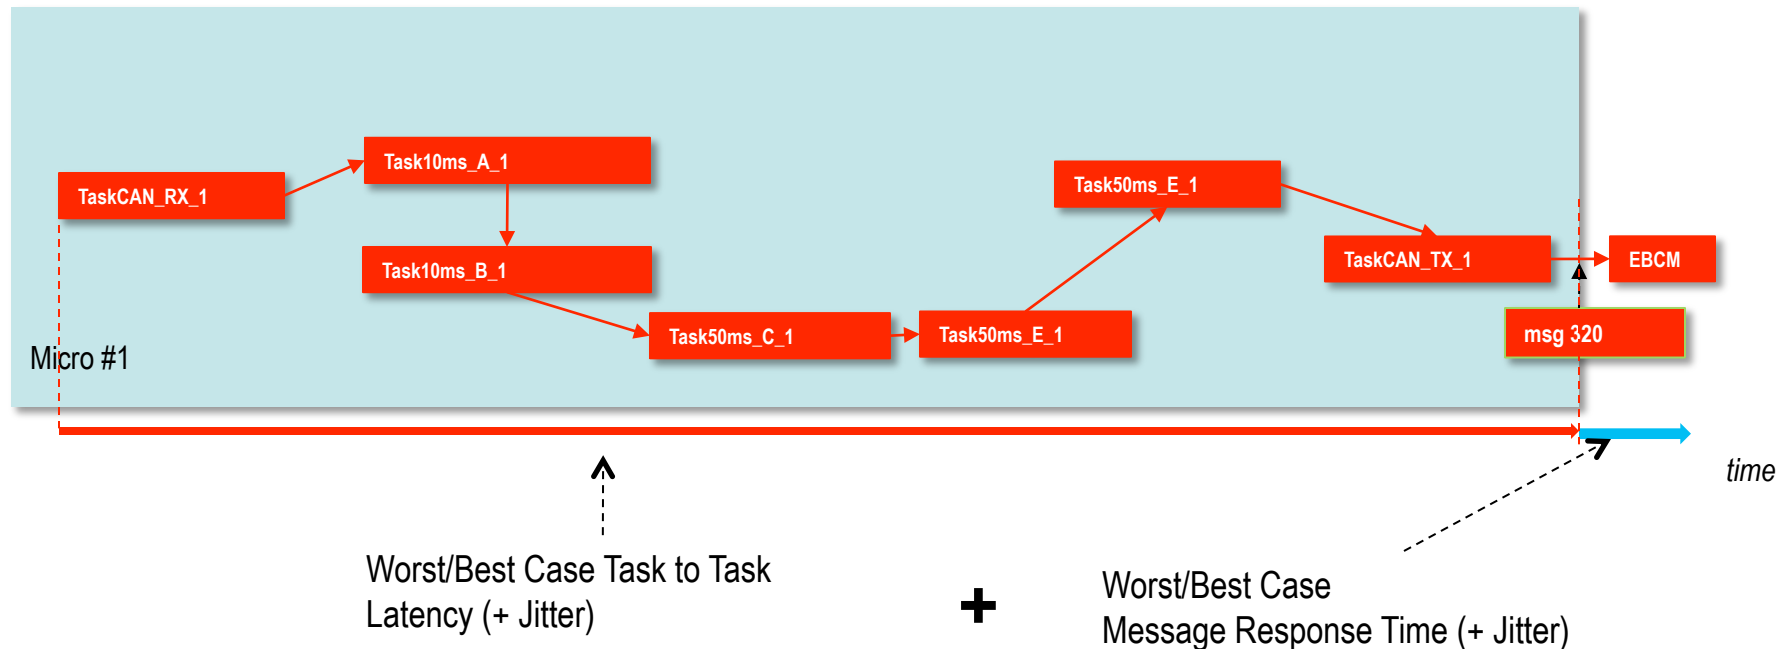 Task10ms_A_1
Task50ms_E_1
TaskCAN_RX_1
TaskCAN_TX_1
EBCM
Task10ms_B_1
Task50ms_C_1
Task50ms_E_1
msg 320
Micro #1
time
Worst/Best Case Task to Task
Latency (+ Jitter)
+
Worst/Best Case
Message Response Time (+ Jitter)